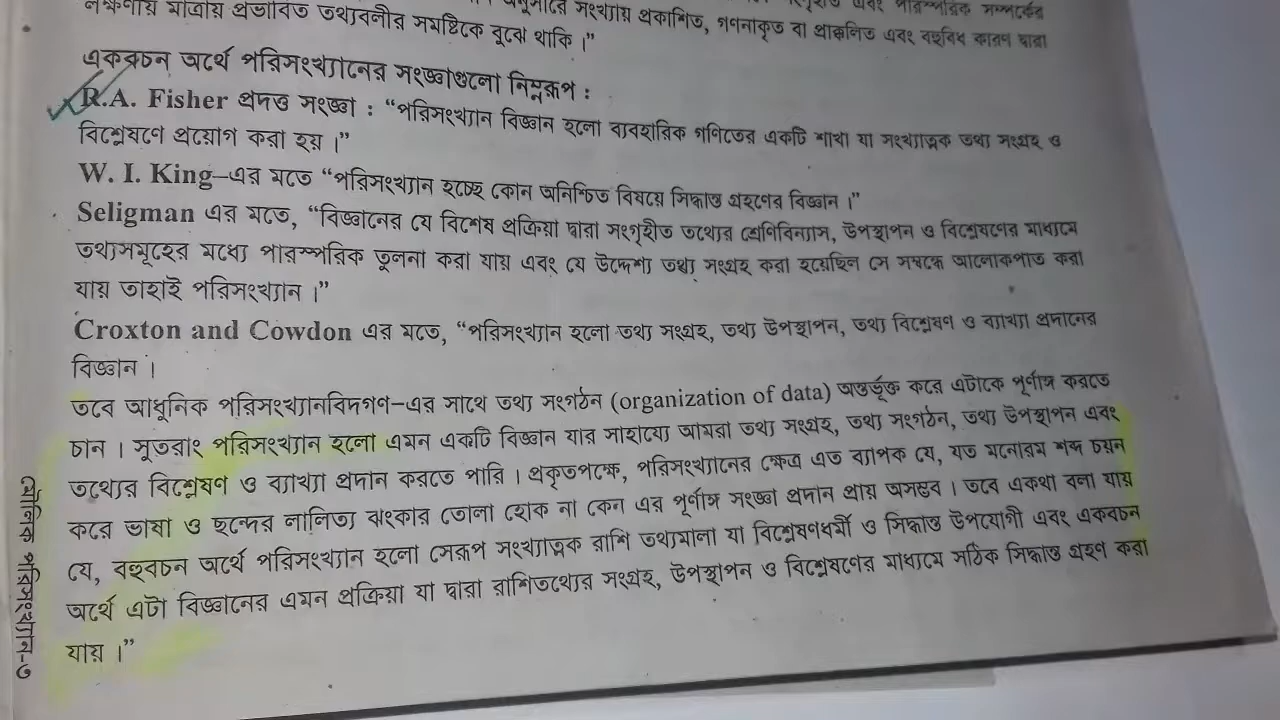 অনুসারে সংখ্যায় প্রকাশিত, গণনাকৃত বা প্রাক্কলিত এবং বহুবিধ কারণ দ্বারা
লক্ষণীয় মাত্রায় প্রভাবিত তথ্যাবলীর সমষ্টিকে বুঝে থাকি।”
একবচন অর্থে পরিসংখ্যানের সংজ্ঞাগুলো নিম্নরূপ :
R.A. Fisher প্রদত্ত সংজ্ঞা : “পরিসংখ্যান বিজ্ঞান হলো ব্যবহারিক গণিতের একটি শাখা যা সংখ্যাত্মক তথ্য সংগ্রহ ও
বিশ্লেষণে প্রয়োগ করা হয়।”
W. I. King–এর মতে “পরিসংখ্যান হচ্ছে কোন অনিশ্চিত বিষয়ে সিদ্ধান্ত গ্রহণের বিজ্ঞান।”
Seligman এর মতে, “বিজ্ঞানের যে বিশেষ প্রক্রিয়া দ্বারা সংগৃহীত তথ্যের শ্রেণিবিন্যাস, উপস্থাপন ও বিশ্লেষণের মাধ্যমে
তথ্যসমূহের মধ্যে পারস্পরিক তুলনা করা যায় এবং যে উদ্দেশ্য তথ্য সংগ্রহ করা হয়েছিল সে সম্বন্ধে আলোকপাত করা
যায় তাহাই পরিসংখ্যান।”
Croxton and Cowdon এর মতে, “পরিসংখ্যান হলো তথ্য সংগ্রহ, তথ্য উপস্থাপন, তথ্য বিশ্লেষণ ও ব্যাখ্যা প্রদানের
বিজ্ঞান।
তবে আধুনিক পরিসংখ্যানবিদগণ–এর সাথে তথ্য সংগঠন (organization of data) অন্তর্ভূক্ত করে এটাকে পূর্ণাঙ্গ করতে
চান। সুতরাং পরিসংখ্যান হলো এমন একটি বিজ্ঞান যার সাহায্যে আমরা তথ্য সংগ্রহ, তথ্য সংগঠন, তথ্য উপস্থাপন এবং
তথ্যের বিশ্লেষণ ও ব্যাখ্যা প্রদান করতে পারি। প্রকৃতপক্ষে, পরিসংখ্যানের ক্ষেত্র এত ব্যাপক যে, যত মনোরম শব্দ চয়ন
করে ভাষা ও ছন্দের লালিত্য ঝংকার তোলা হোক না কেন এর পূর্ণাঙ্গ সংজ্ঞা প্রদান প্রায় অসম্ভব। তবে একথা বলা যায়
যে, বহুবচন অর্থে পরিসংখ্যান হলো সেরূপ সংখ্যাত্মক রাশি তথ্যমালা যা বিশ্লেষণধর্মী ও সিদ্ধান্ত উপযোগী এবং একবচন
অর্থে এটা বিজ্ঞানের এমন প্রক্রিয়া যা দ্বারা রাশিতথ্যের সংগ্রহ, উপস্থাপন ও বিশ্লেষণের মাধ্যমে সঠিক সিদ্ধান্ত গ্রহণ করা
যায়।”
মৌলিক পরিসংখ্যান-৩